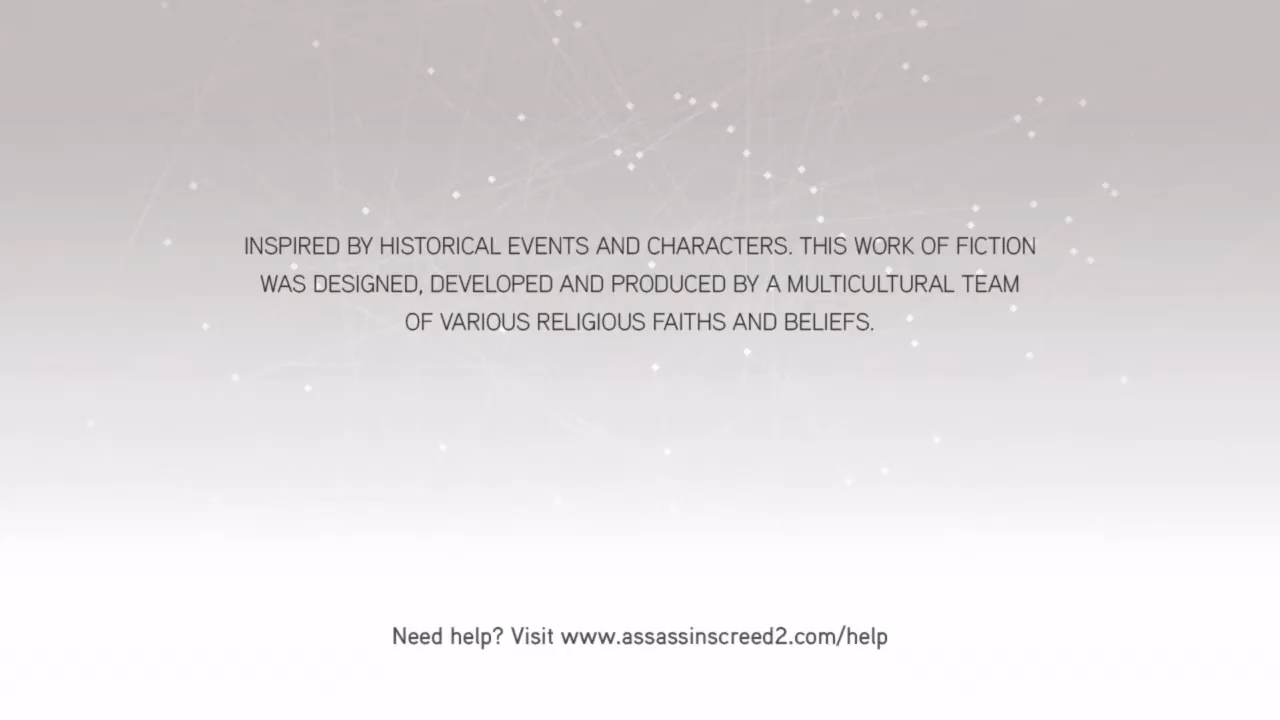 INSPIRED BY HISTORICAL EVENTS AND CHARACTERS. THIS WORK OF FICTION
WAS DESIGNED, DEVELOPED AND PRODUCED BY A MULTICULTURAL TEAM
OF VARIOUS RELIGIOUS FAITHS AND BELIEFS.
Need help? Visit www.assassinscreed2.com/help